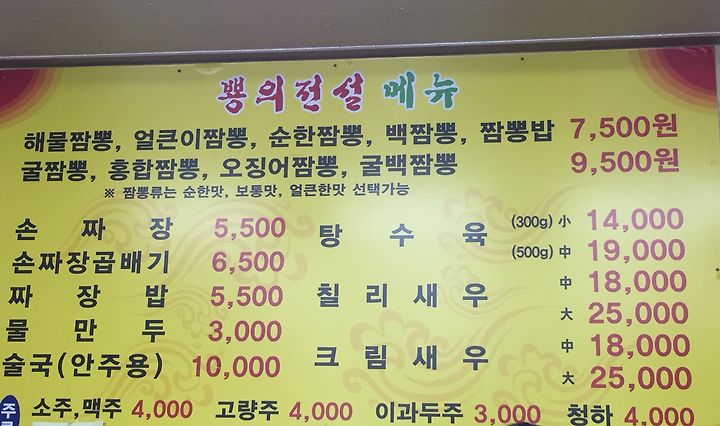 뽕의전설 메뉴
해물짬뽕, 얼큰이짬뽕, 순한짬뽕, 백짬뽕, 짬뽕밥 7,500원
굴짬뽕, 홍합짬뽕, 오징어짬뽕, 굴백짬뽕 9,500원
※ 짬뽕류는 순한맛, 보통맛, 얼큰한맛 선택가능
손짜장 5,500
손짜장곱배기 6,500
짜장밥 5,500
물만두 3,000
술국(안주용) 10,000
탕수육 (300g) 小 14,000
(500g) 中 19,000
칠리새우 中 18,000
大 25,000
크림새우 中 18,000
大 25,000
소주,맥주 4,000 고량주 4,000 이과두주 3,000 청하 4,000